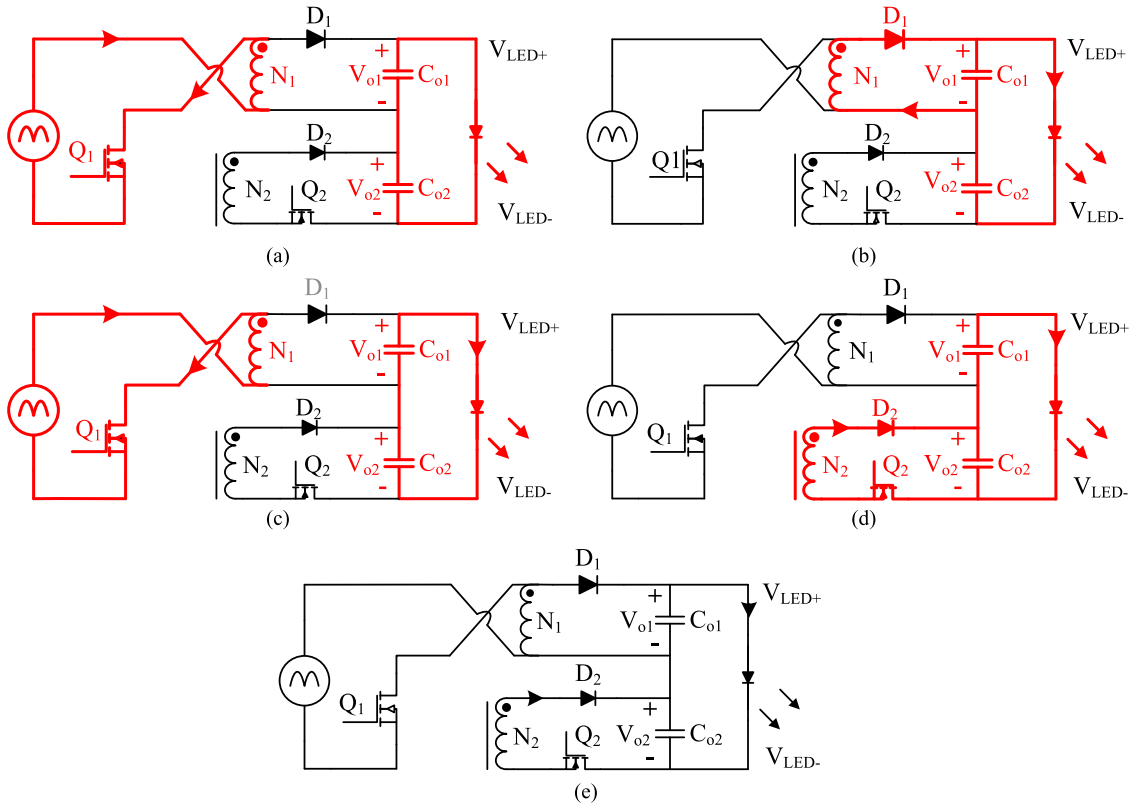 D1
VLED+
+
Vo1
Co1
N1
-
Q1
D2
+
N2
Q2
Vo2
Co2
-
VLED-
(a)
D1
VLED+
+
Vo1
Co1
N1
-
Q1
D2
+
N2
Q2
Vo2
Co2
-
VLED-
(b)
D1
VLED+
+
Vo1
Co1
N1
-
Q1
D2
+
N2
Q2
Vo2
Co2
-
VLED-
(c)
D1
VLED+
+
Vo1
Co1
N1
-
Q1
D2
+
N2
Q2
Vo2
Co2
-
VLED-
(d)
D1
VLED+
+
Vo1
Co1
N1
-
Q1
D2
+
N2
Q2
Vo2
Co2
-
VLED-
(e)